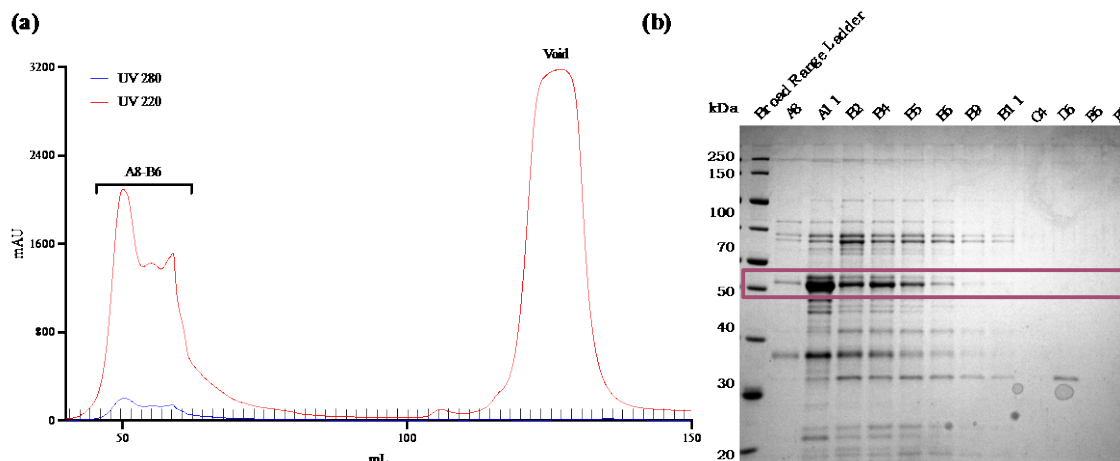 (a)
Void
3200
UV 280
UV 220
2400
A8-B6
1600
mAU
800
0
50
100
150
mL
(b)
kDa
Broad Range Ladder
A8
A11
B2
B4
B5
B6
B9
B11
C4
D6
E6
250
150
100
70
50
40
30
20